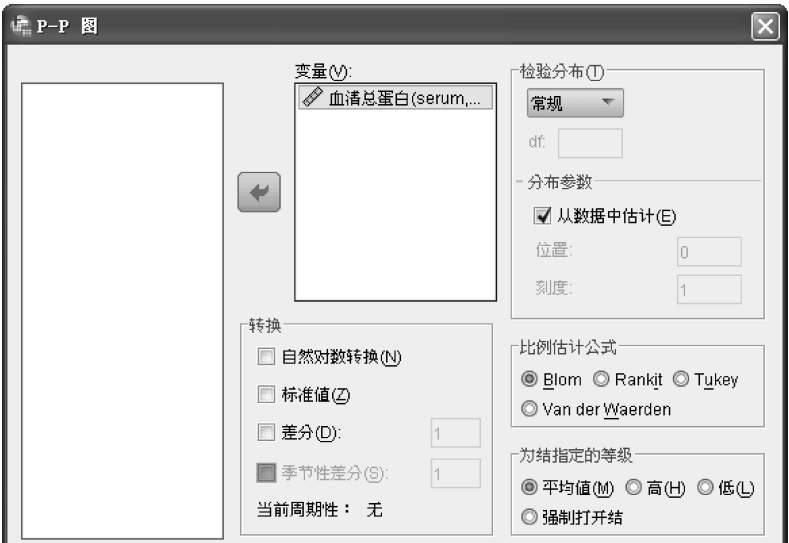 P-P 图
变量(V):
血清总蛋白(serum,...
检验分布(T)
常规
df:
分布参数
从数据中估计(E)
位置: 0
刻度: 1
转换
自然对数转换(N)
标准值(Z)
差分(D): 1
季节性差分(S): 1
当前周期性： 无
比例估计公式
Blom Rankit Tukey
Van der Waerden
为结指定的等级
平均值(M) 高(H) 低(L)
强制打开结